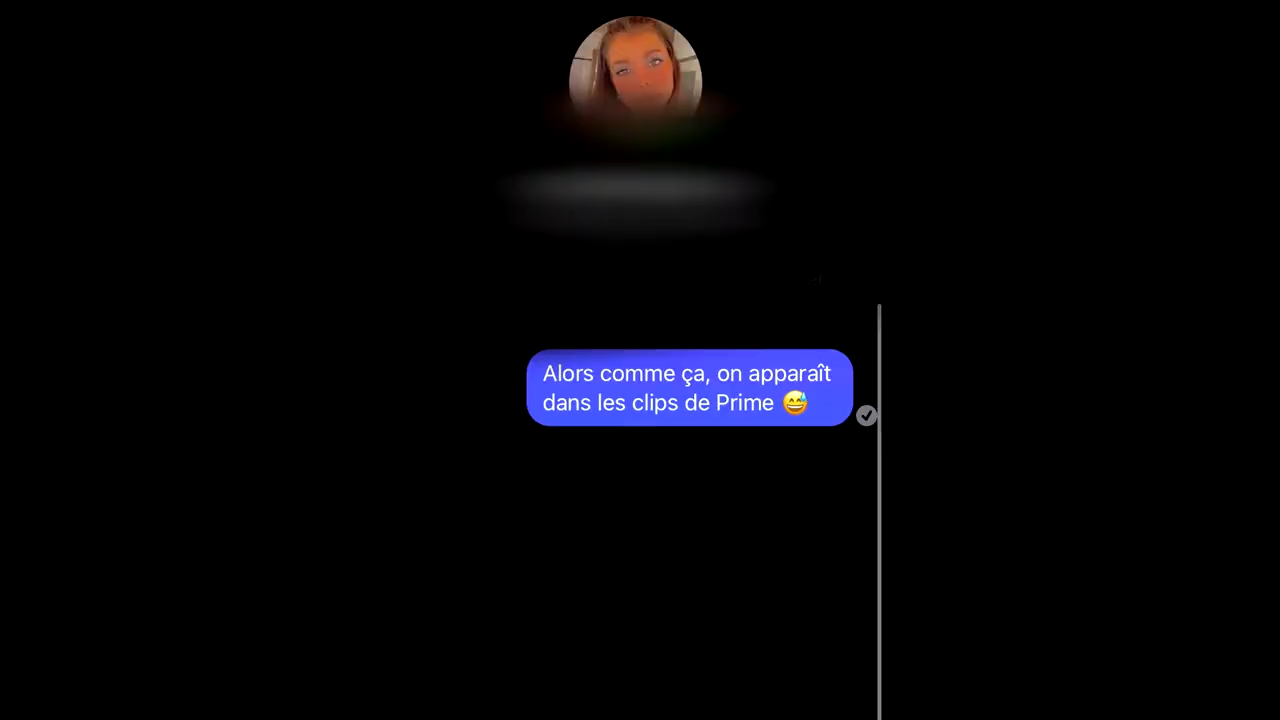 Alors comme ça, on apparaît
dans les clips de Prime 😅